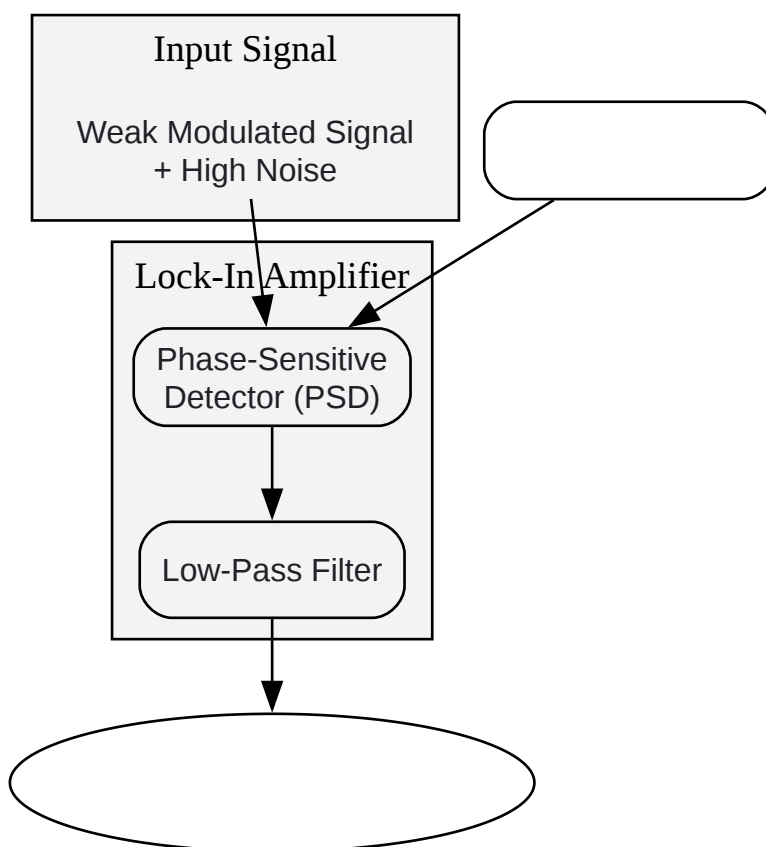 Input Signal
Weak Modulated Signal
+ High Noise
Lock-In Amplifier
Phase-Sensitive
Detector (PSD)
Low-Pass Filter